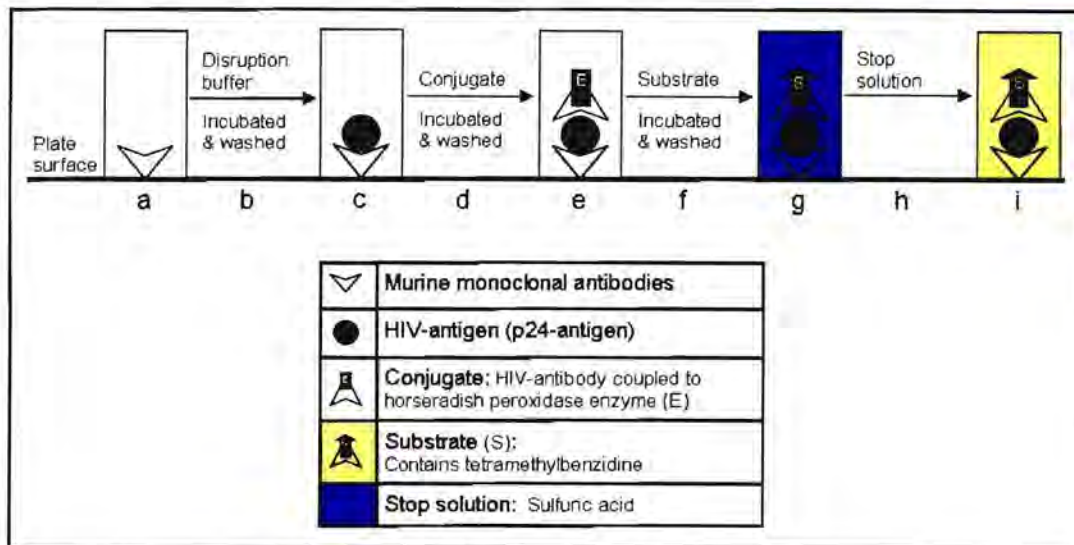 Disruption
buffer
Incubated
& washed
Conjugate
Incubated
& washed
E
Substrate
Incubated
& washed
S
Stop
solution
S
Plate
surface
a b c d e f g h i
Murine monoclonal antibodies
HIV-antigen (p24-antigen)
E
Conjugate: HIV-antibody coupled to
horseradish peroxidase enzyme (E)
Substrate (S):
Contains tetramethylbenzidine
Stop solution: Sulfuric acid